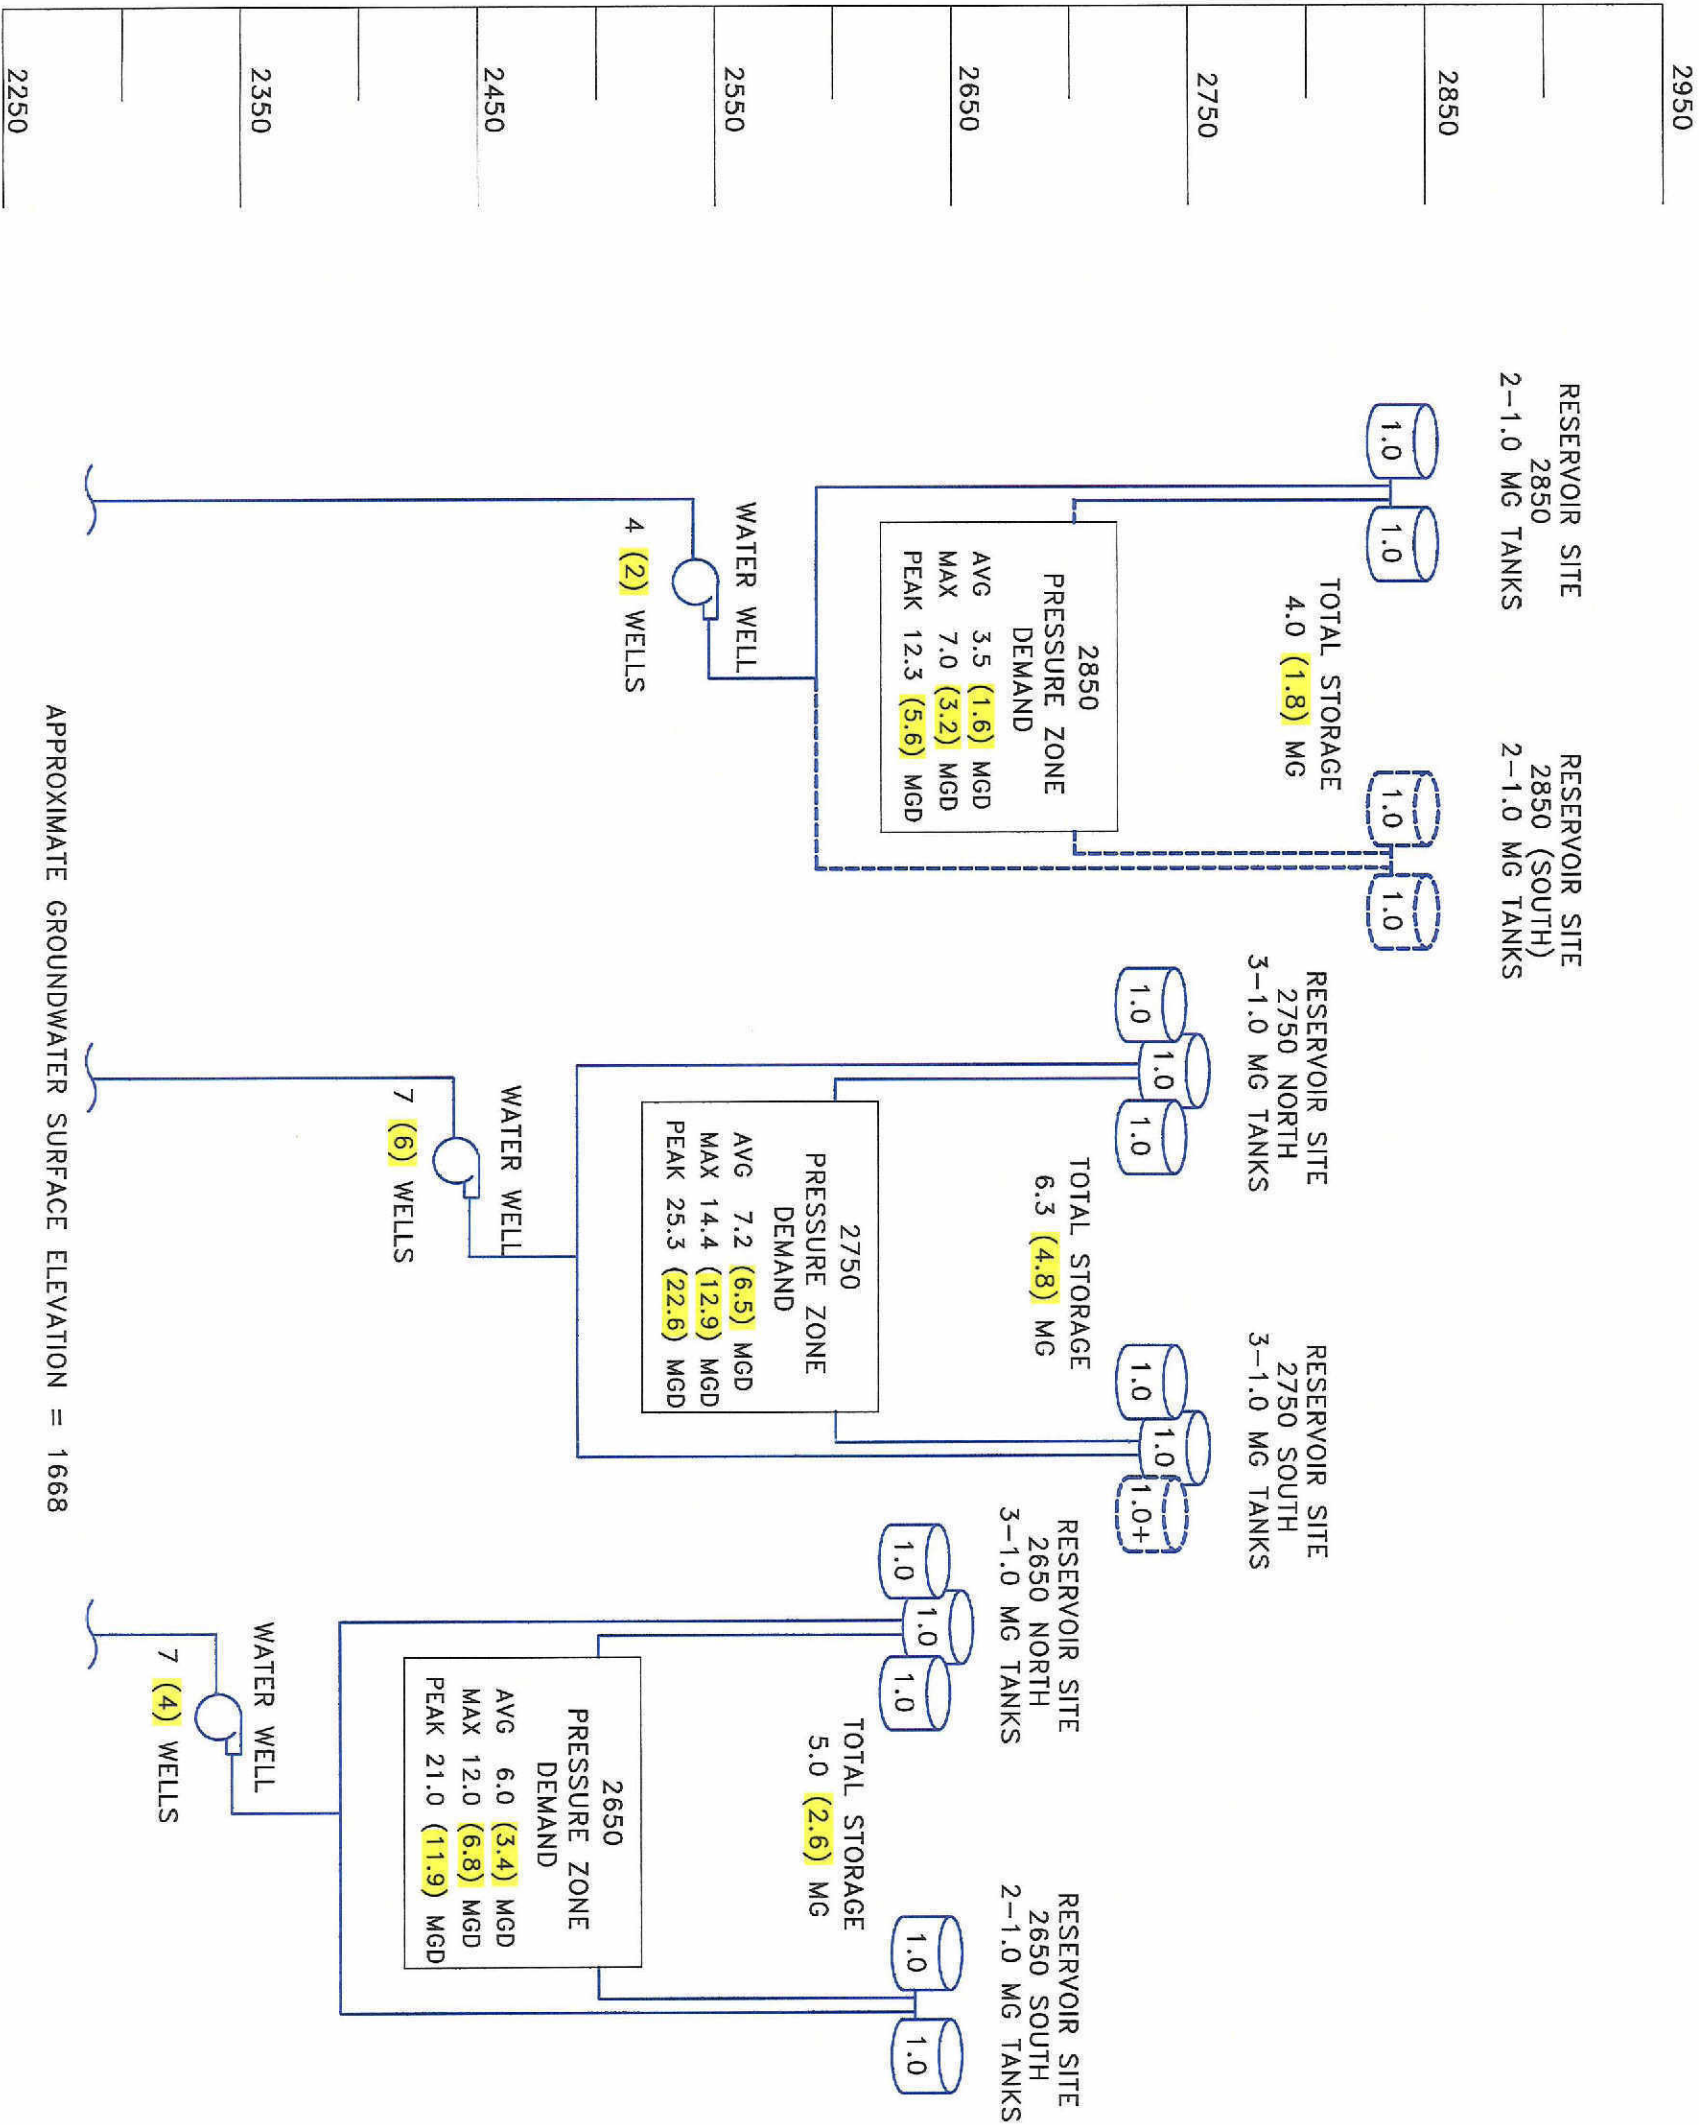 2950
2850
2750
2650
2550
2450
2350
2250
RESERVOIR SITE
2850
2-1.0 MG TANKS
1.0
1.0
RESERVOIR SITE
2850 (SOUTH)
2-1.0 MG TANKS
1.0
1.0
TOTAL STORAGE
4.0 (1.8) MG
2850
PRESSURE ZONE
DEMAND
AVG 3.5 (1.6) MGD
MAX 7.0 (3.2) MGD
PEAK 12.3 (5.6) MGD
WATER WELL
4 (2) WELLS
RESERVOIR SITE
2750 NORTH
3-1.0 MG TANKS
1.0
1.0
1.0
RESERVOIR SITE
2750 SOUTH
3-1.0 MG TANKS
1.0
1.0
1.0+
TOTAL STORAGE
6.3 (4.8) MG
2750
PRESSURE ZONE
DEMAND
AVG 7.2 (6.5) MGD
MAX 14.4 (12.9) MGD
PEAK 25.3 (22.6) MGD
WATER WELL
7 (6) WELLS
RESERVOIR SITE
2650 NORTH
3-1.0 MG TANKS
1.0
1.0
1.0
RESERVOIR SITE
2650 SOUTH
2-1.0 MG TANKS
1.0
1.0
TOTAL STORAGE
5.0 (2.6) MG
2650
PRESSURE ZONE
DEMAND
AVG 6.0 (3.4) MGD
MAX 12.0 (6.8) MGD
PEAK 21.0 (11.9) MGD
WATER WELL
7 (4) WELLS
APPROXIMATE GROUNDWATER SURFACE ELEVATION = 1668